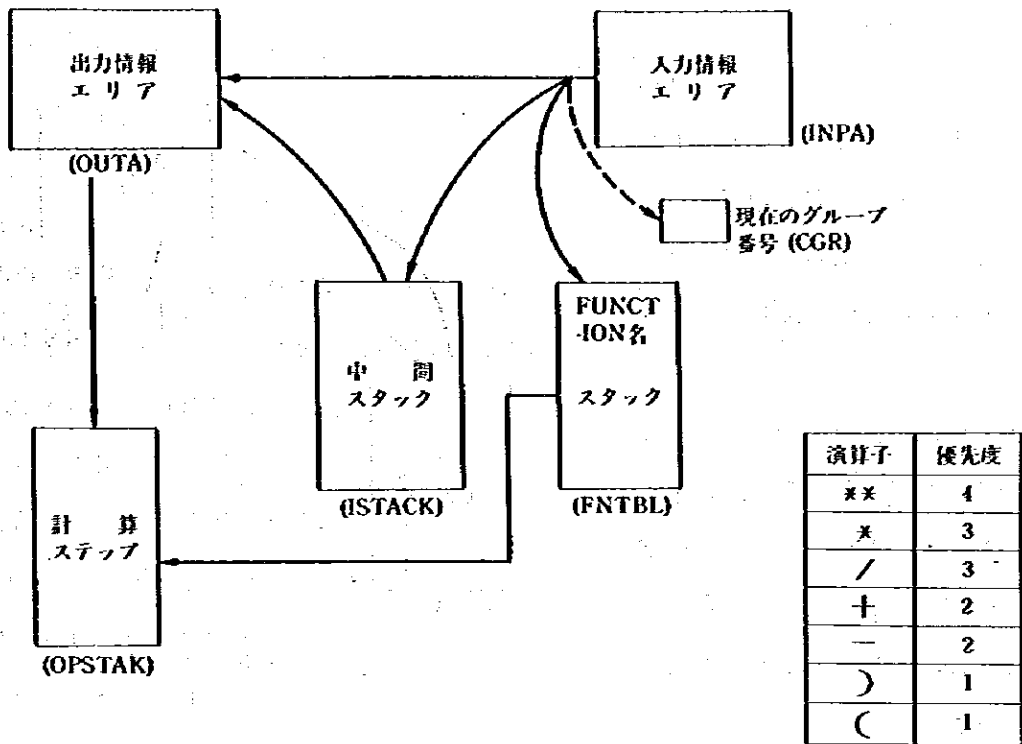 出力情報
エリア
(OUTA)
入力情報
エリア
(INPA)
現在のグループ
番号 (CGR)
中間
スタック
(ISTACK)
FUNCT
-ION名
スタック
(FNTBL)
計算
ステップ
(OPSTAK)
演算子 優先度
** 4
* 3
/ 3
+ 2
- 2
) 1
( 1